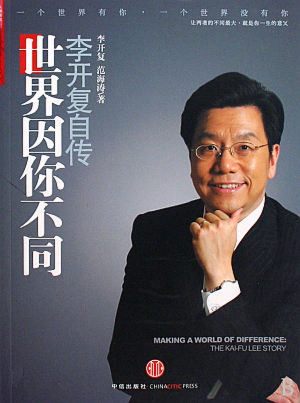 一个世界有你，一个世界没有你
让两者的不同最大，就是你一生的意义
李开复 范海涛 著
李开复自传
世界因你不同
MAKING A WORLD OF DIFFERENCE:
THE KAI-FU LEE STORY
中信出版社·CHINACITICPRESS